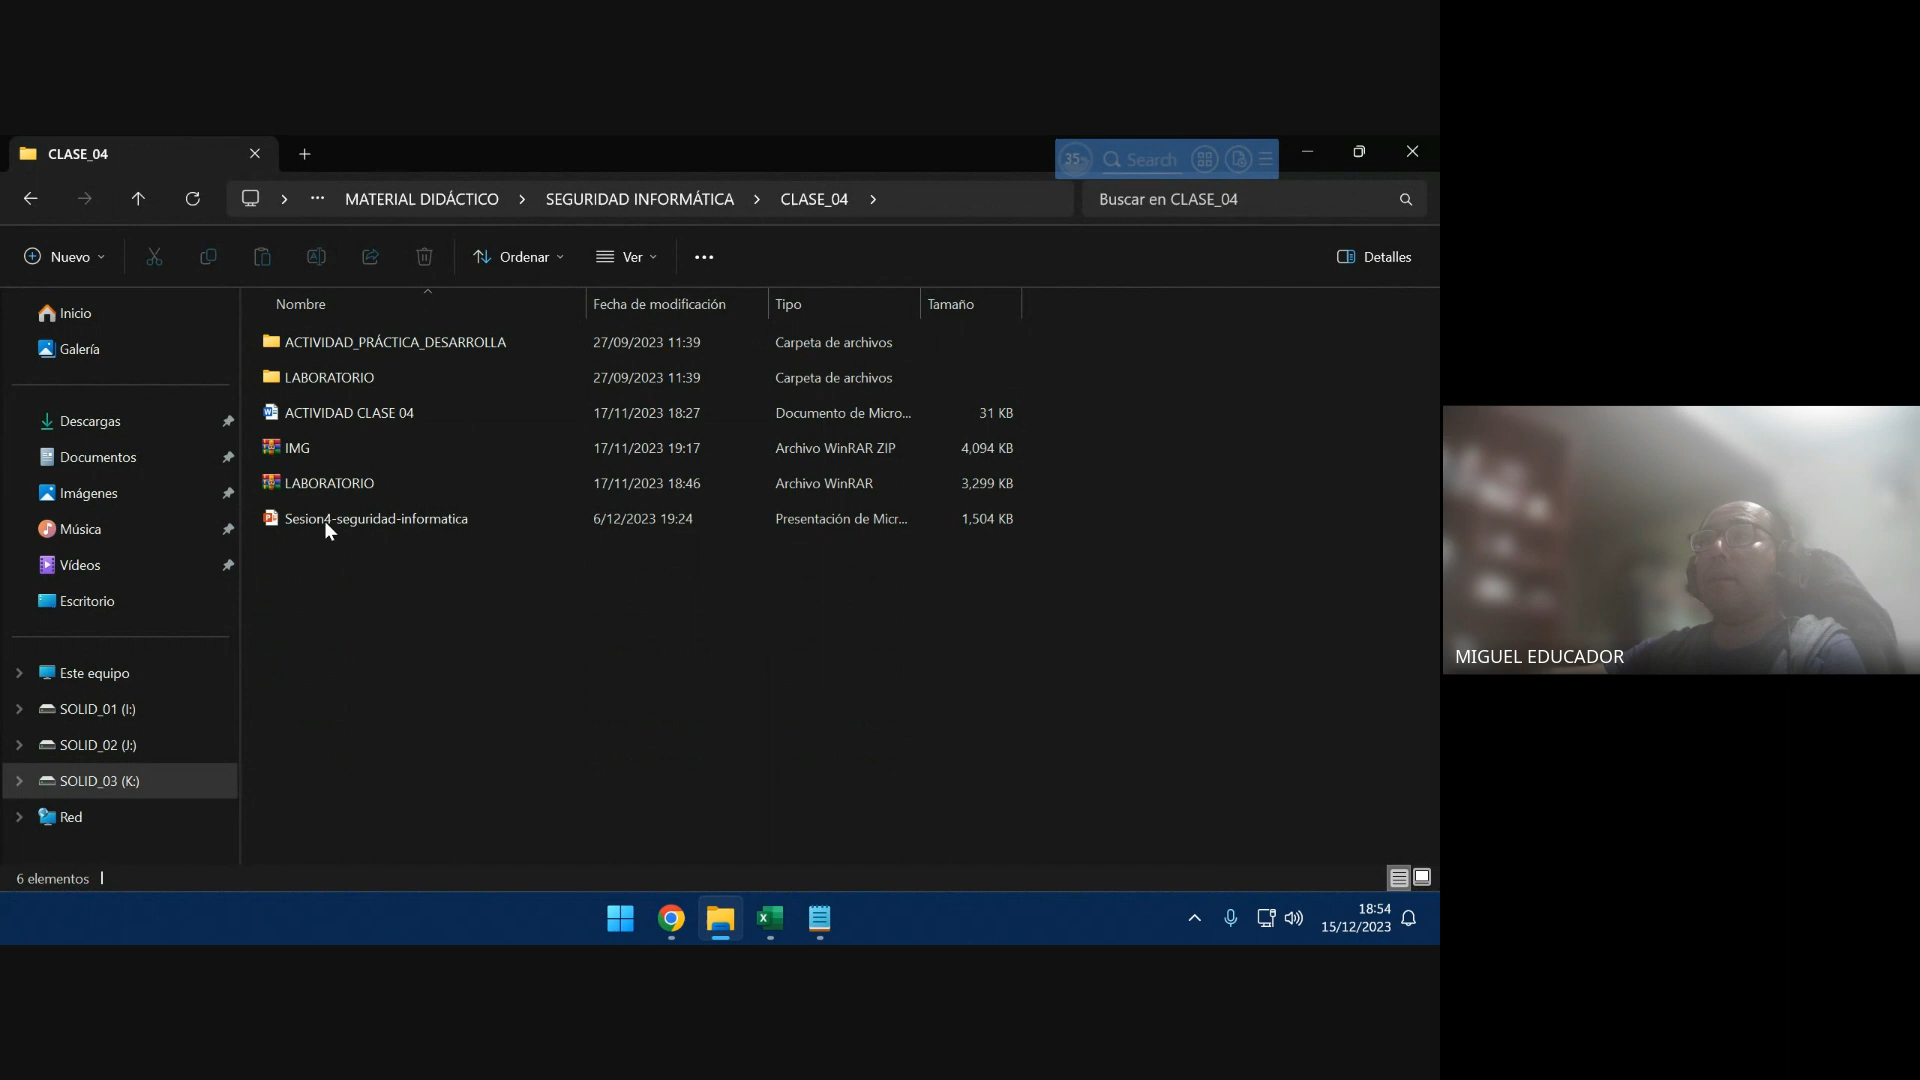 CLASE_04
35%
Search
MATERIAL DIDÁCTICO
SEGURIDAD INFORMÁTICA
CLASE_04
Buscar en CLASE_04
Nuevo
Ordenar
Ver
Detalles
Nombre
Fecha de modificación
Tipo
Tamaño
Inicio
Galería
Descargas
Documentos
Imágenes
Música
Vídeos
Escritorio
Este equipo
SOLID_01 (I:)
SOLID_02 (J:)
SOLID_03 (K:)
Red
ACTIVIDAD_PRÁCTICA_DESARROLLA 27/09/2023 11:39 Carpeta de archivos
LABORATORIO 27/09/2023 11:39 Carpeta de archivos
ACTIVIDAD CLASE 04 17/11/2023 18:27 Documento de Micro... 31 KB
IMG 17/11/2023 19:17 Archivo WinRAR ZIP 4,094 KB
LABORATORIO 17/11/2023 18:46 Archivo WinRAR 3,299 KB
Sesion4-seguridad-informatica 6/12/2023 19:24 Presentación de Micr... 1,504 KB
6 elementos
18:54
15/12/2023
MIGUEL EDUCADOR